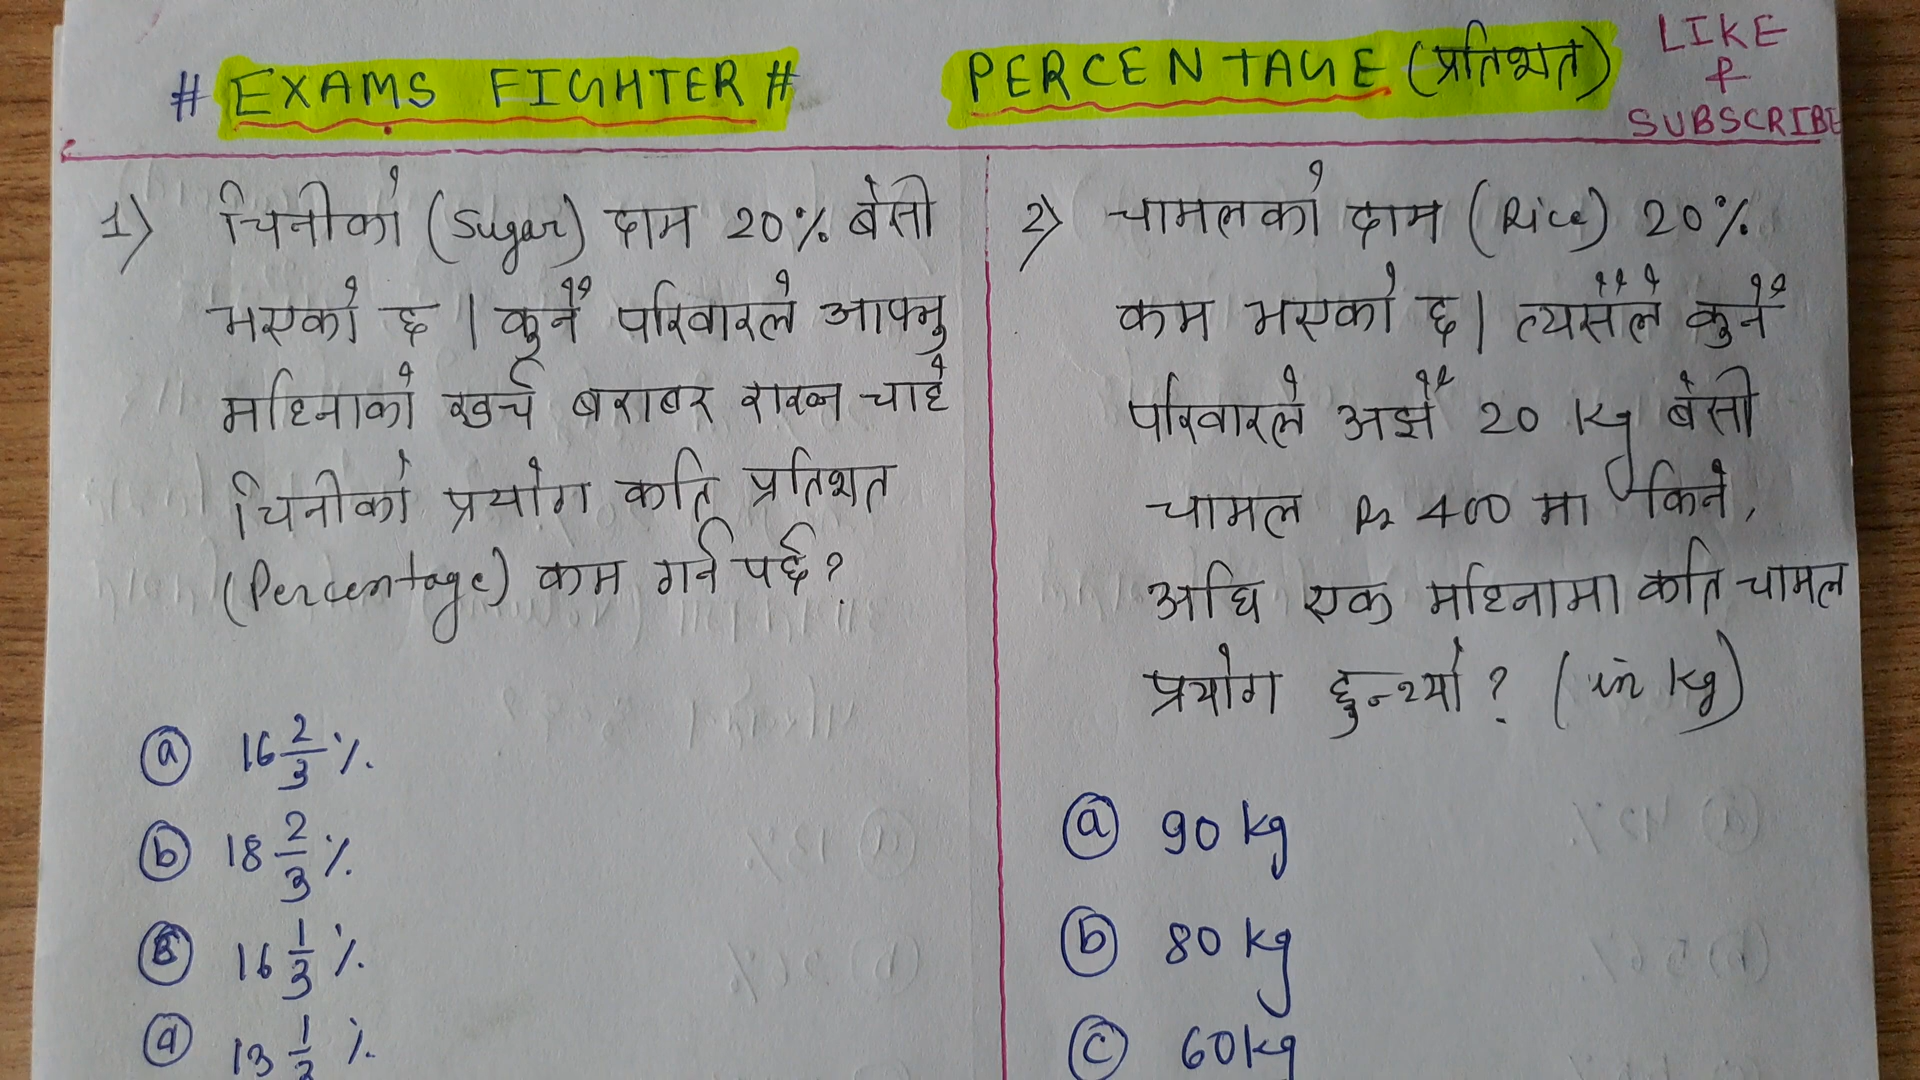 # EXAMS FIGHTER #
PERCENTAGE (प्रतिशत)
LIKE
&
SUBSCRIBE
1) चिनीको (Sugar) दाम 20% बेसी
भएको छ । कुनै परिवारले आफ्नु
महिनाको खर्च बराबर राख्न चाहे
चिनीको प्रयोग कति प्रतिशत
(Percentage) कम गर्न पर्छ ?
ⓐ 16 2/3 %
ⓑ 18 2/3 %
16 1/3 %
ⓓ 13 1/3 %
2) चामलको दाम (Rice) 20%
कम भएको छ । त्यसैले कुनै
परिवारले अझै 20 kg बेसी
चामल Rs 400 मा किने,
अघि एक महिनामा कति चामल
प्रयोग हुन्थ्यो ? (in kg)
ⓐ 90 kg
ⓑ 80 kg
ⓒ 60 kg